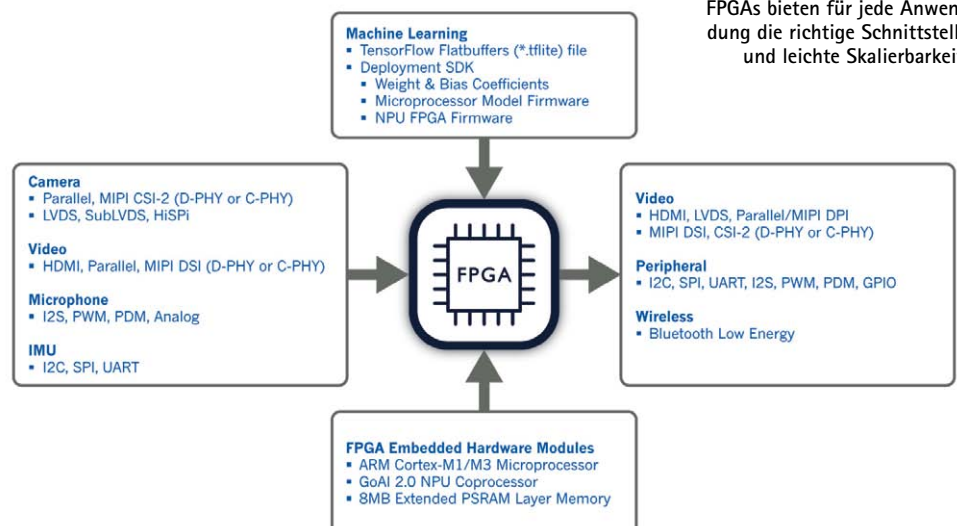 FPGAs bieten für jede Anwen
dung die richtige Schnittstell
und leichte Skalierbarkei
Machine Learning
▪ TensorFlow Flatbuffers (*.tflite) file
▪ Deployment SDK
▪ Weight & Bias Coefficients
▪ Microprocessor Model Firmware
▪ NPU FPGA Firmware
Camera
▪ Parallel, MIPI CSI-2 (D-PHY or C-PHY)
▪ LVDS, SubLVDS, HiSPi
Video
▪ HDMI, Parallel, MIPI DSI (D-PHY or C-PHY)
Microphone
▪ I2S, PWM, PDM, Analog
IMU
▪ I2C, SPI, UART
FPGA
Video
▪ HDMI, LVDS, Parallel/MIPI DPI
▪ MIPI DSI, CSI-2 (D-PHY or C-PHY)
Peripheral
▪ I2C, SPI, UART, I2S, PWM, PDM, GPIO
Wireless
▪ Bluetooth Low Energy
FPGA Embedded Hardware Modules
▪ ARM Cortex-M1/M3 Microprocessor
▪ GoAI 2.0 NPU Coprocessor
▪ 8MB Extended PSRAM Layer Memory